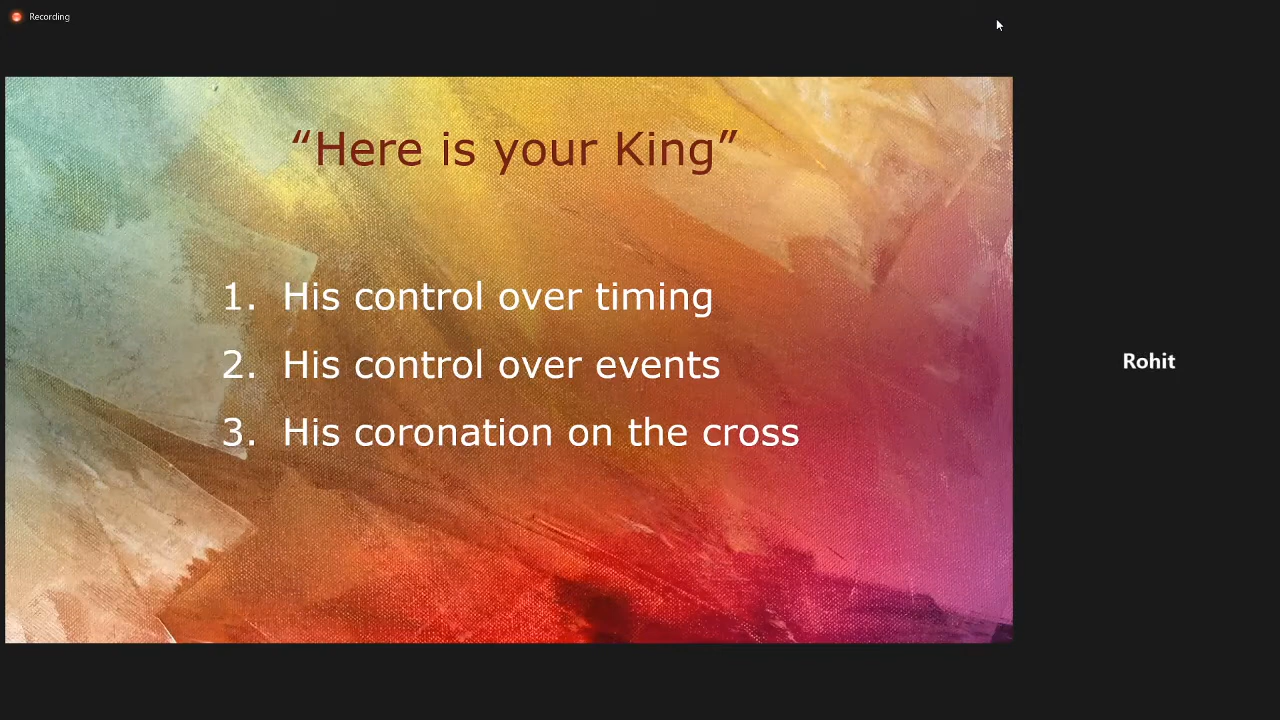 Recording
“Here is your King”
1. His control over timing
2. His control over events
3. His coronation on the cross
Rohit